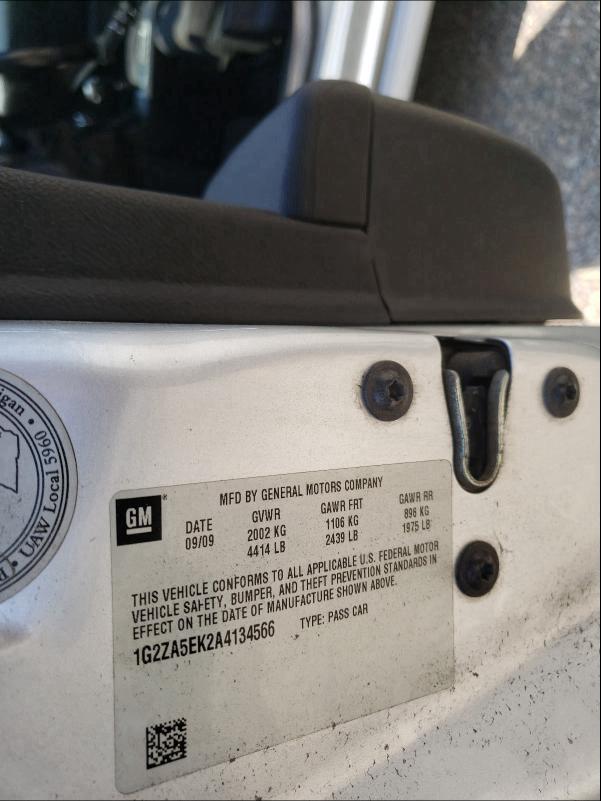 igan •
UAW Local 5960
GM
MFD BY GENERAL MOTORS COMPANY
DATE GVWR GAWR FRT GAWR RR
09/09 2002 KG 1106 KG 896 KG
4414 LB 2439 LB 1975 LB
THIS VEHICLE CONFORMS TO ALL APPLICABLE U.S. FEDERAL MOTOR
VEHICLE SAFETY, BUMPER, AND THEFT PREVENTION STANDARDS IN
EFFECT ON THE DATE OF MANUFACTURE SHOWN ABOVE.
1G2ZA5EK2A4134566 TYPE: PASS CAR